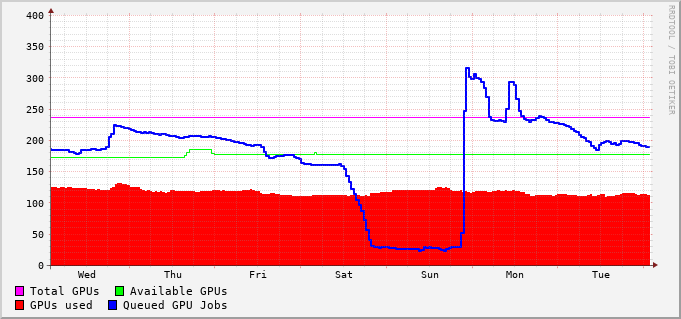 400
350
300
250
200
150
100
50
0
Wed Thu Fri Sat Sun Mon Tue
Total GPUs Available GPUs
GPUs used Queued GPU Jobs
RRDTOOL / TOBI OETIKER